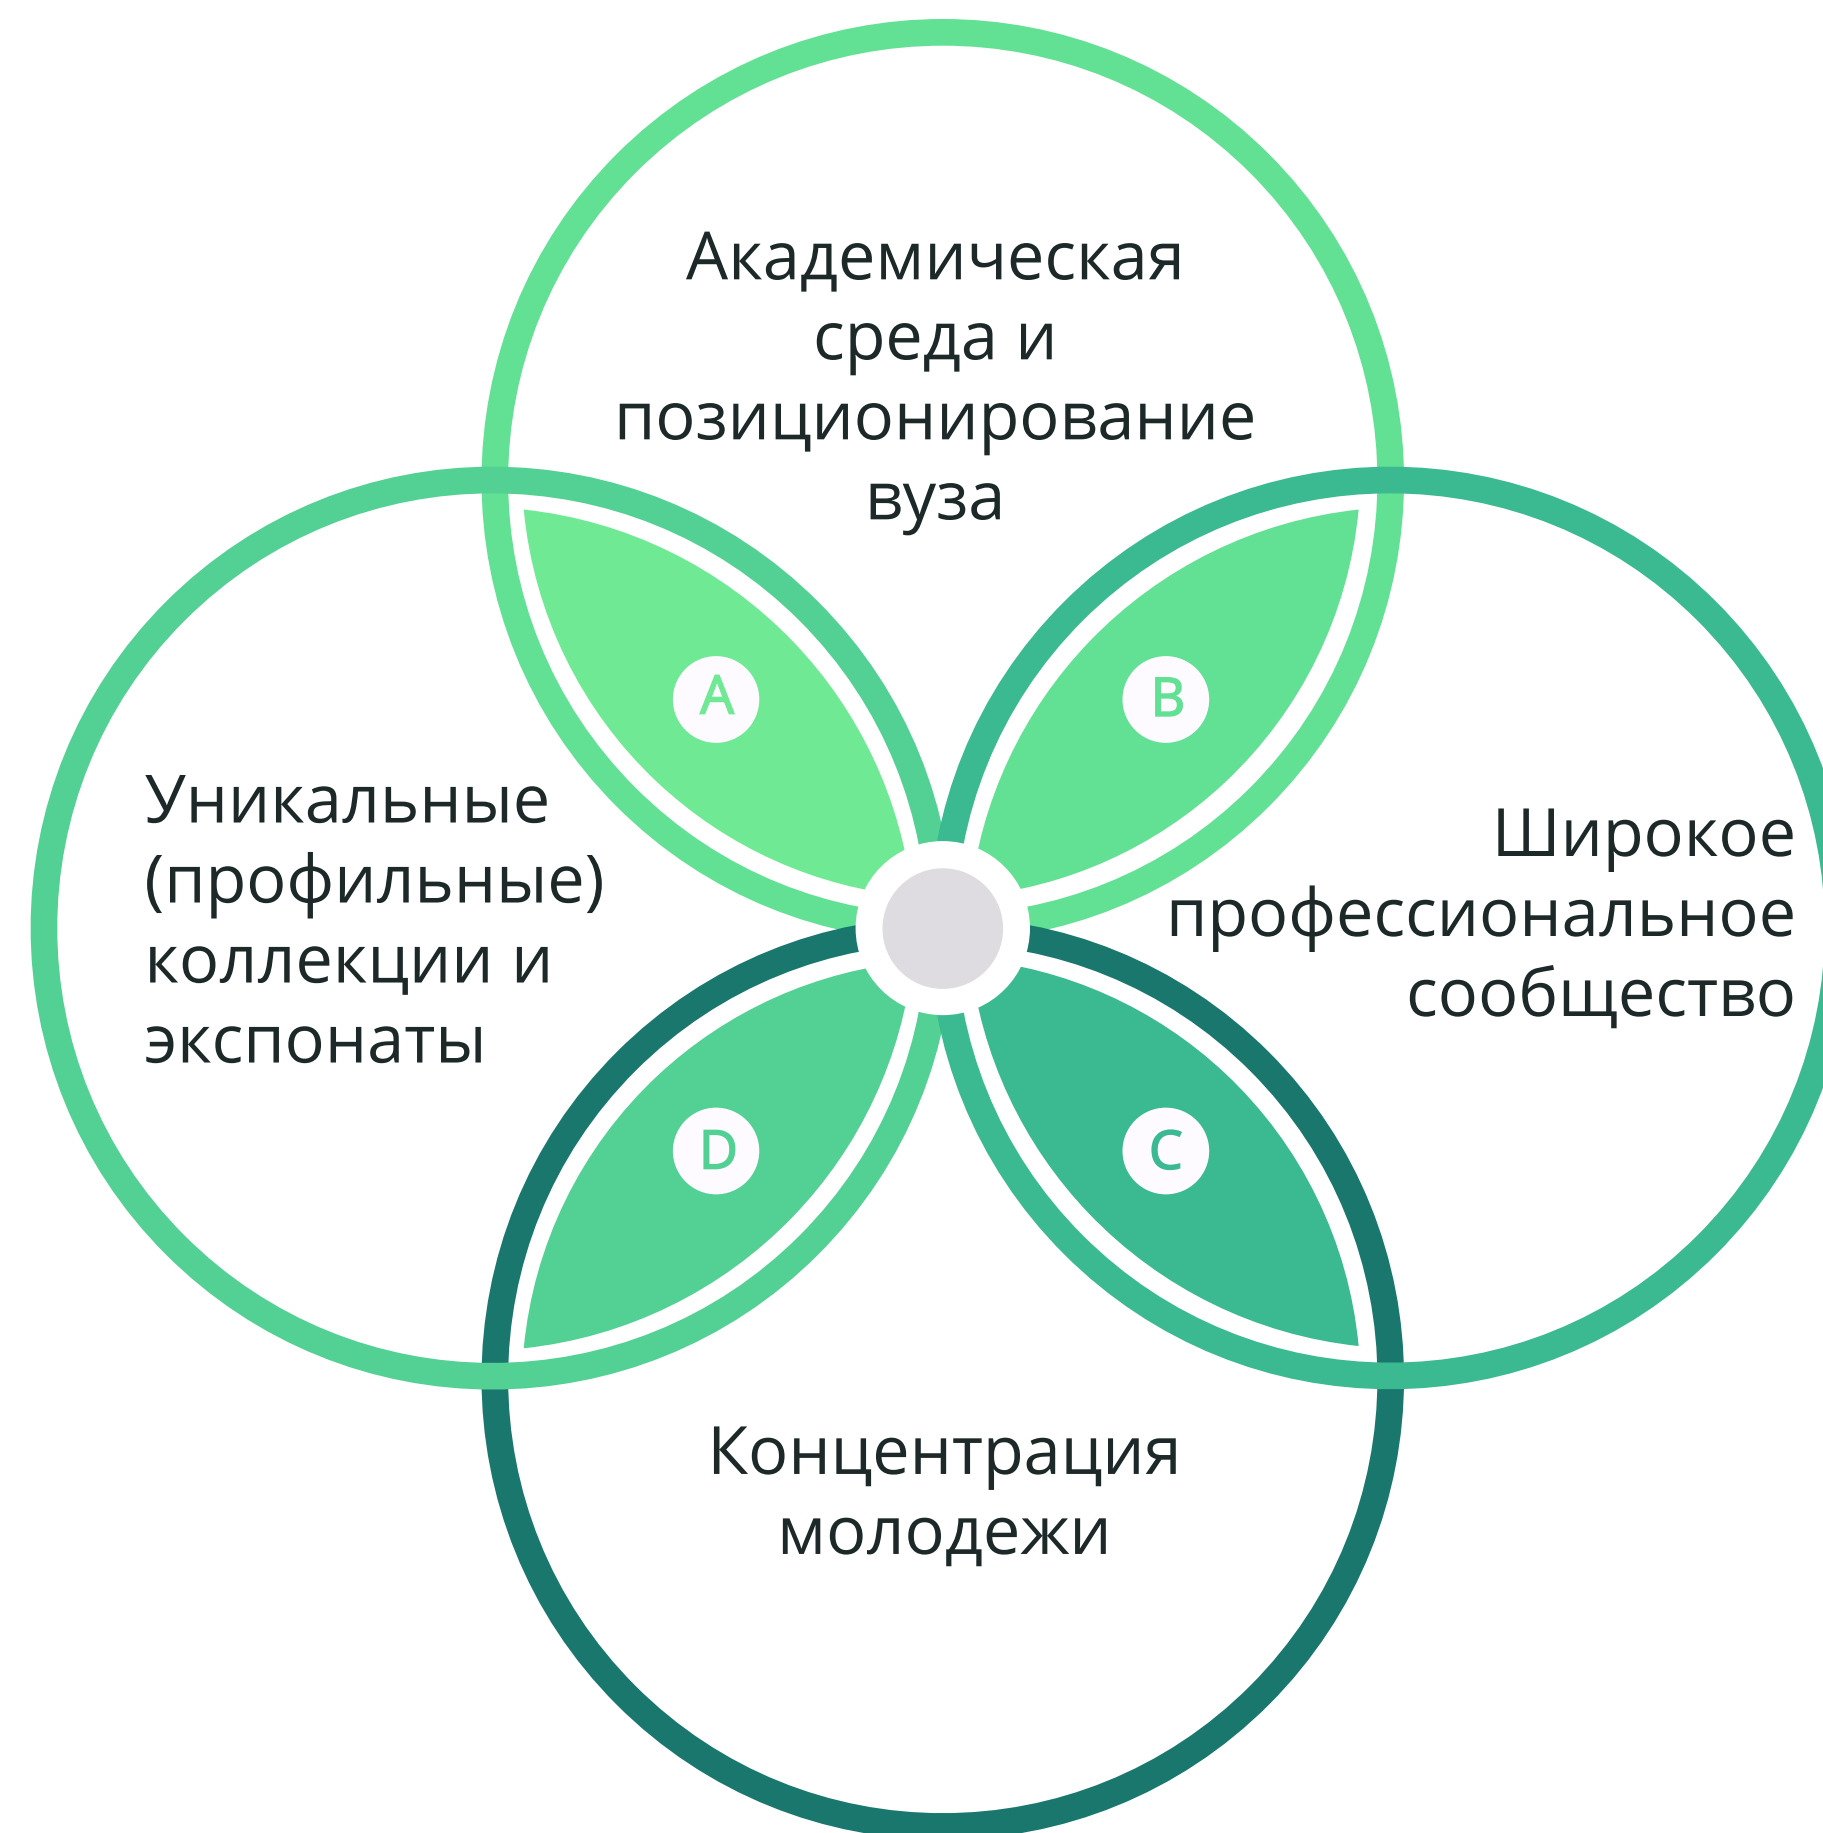 Академическая
среда и
позиционирование
вуза
A
B
Уникальные
(профильные)
коллекции и
экспонаты
Широкое
профессиональное
сообщество
D
C
Концентрация
молодежи